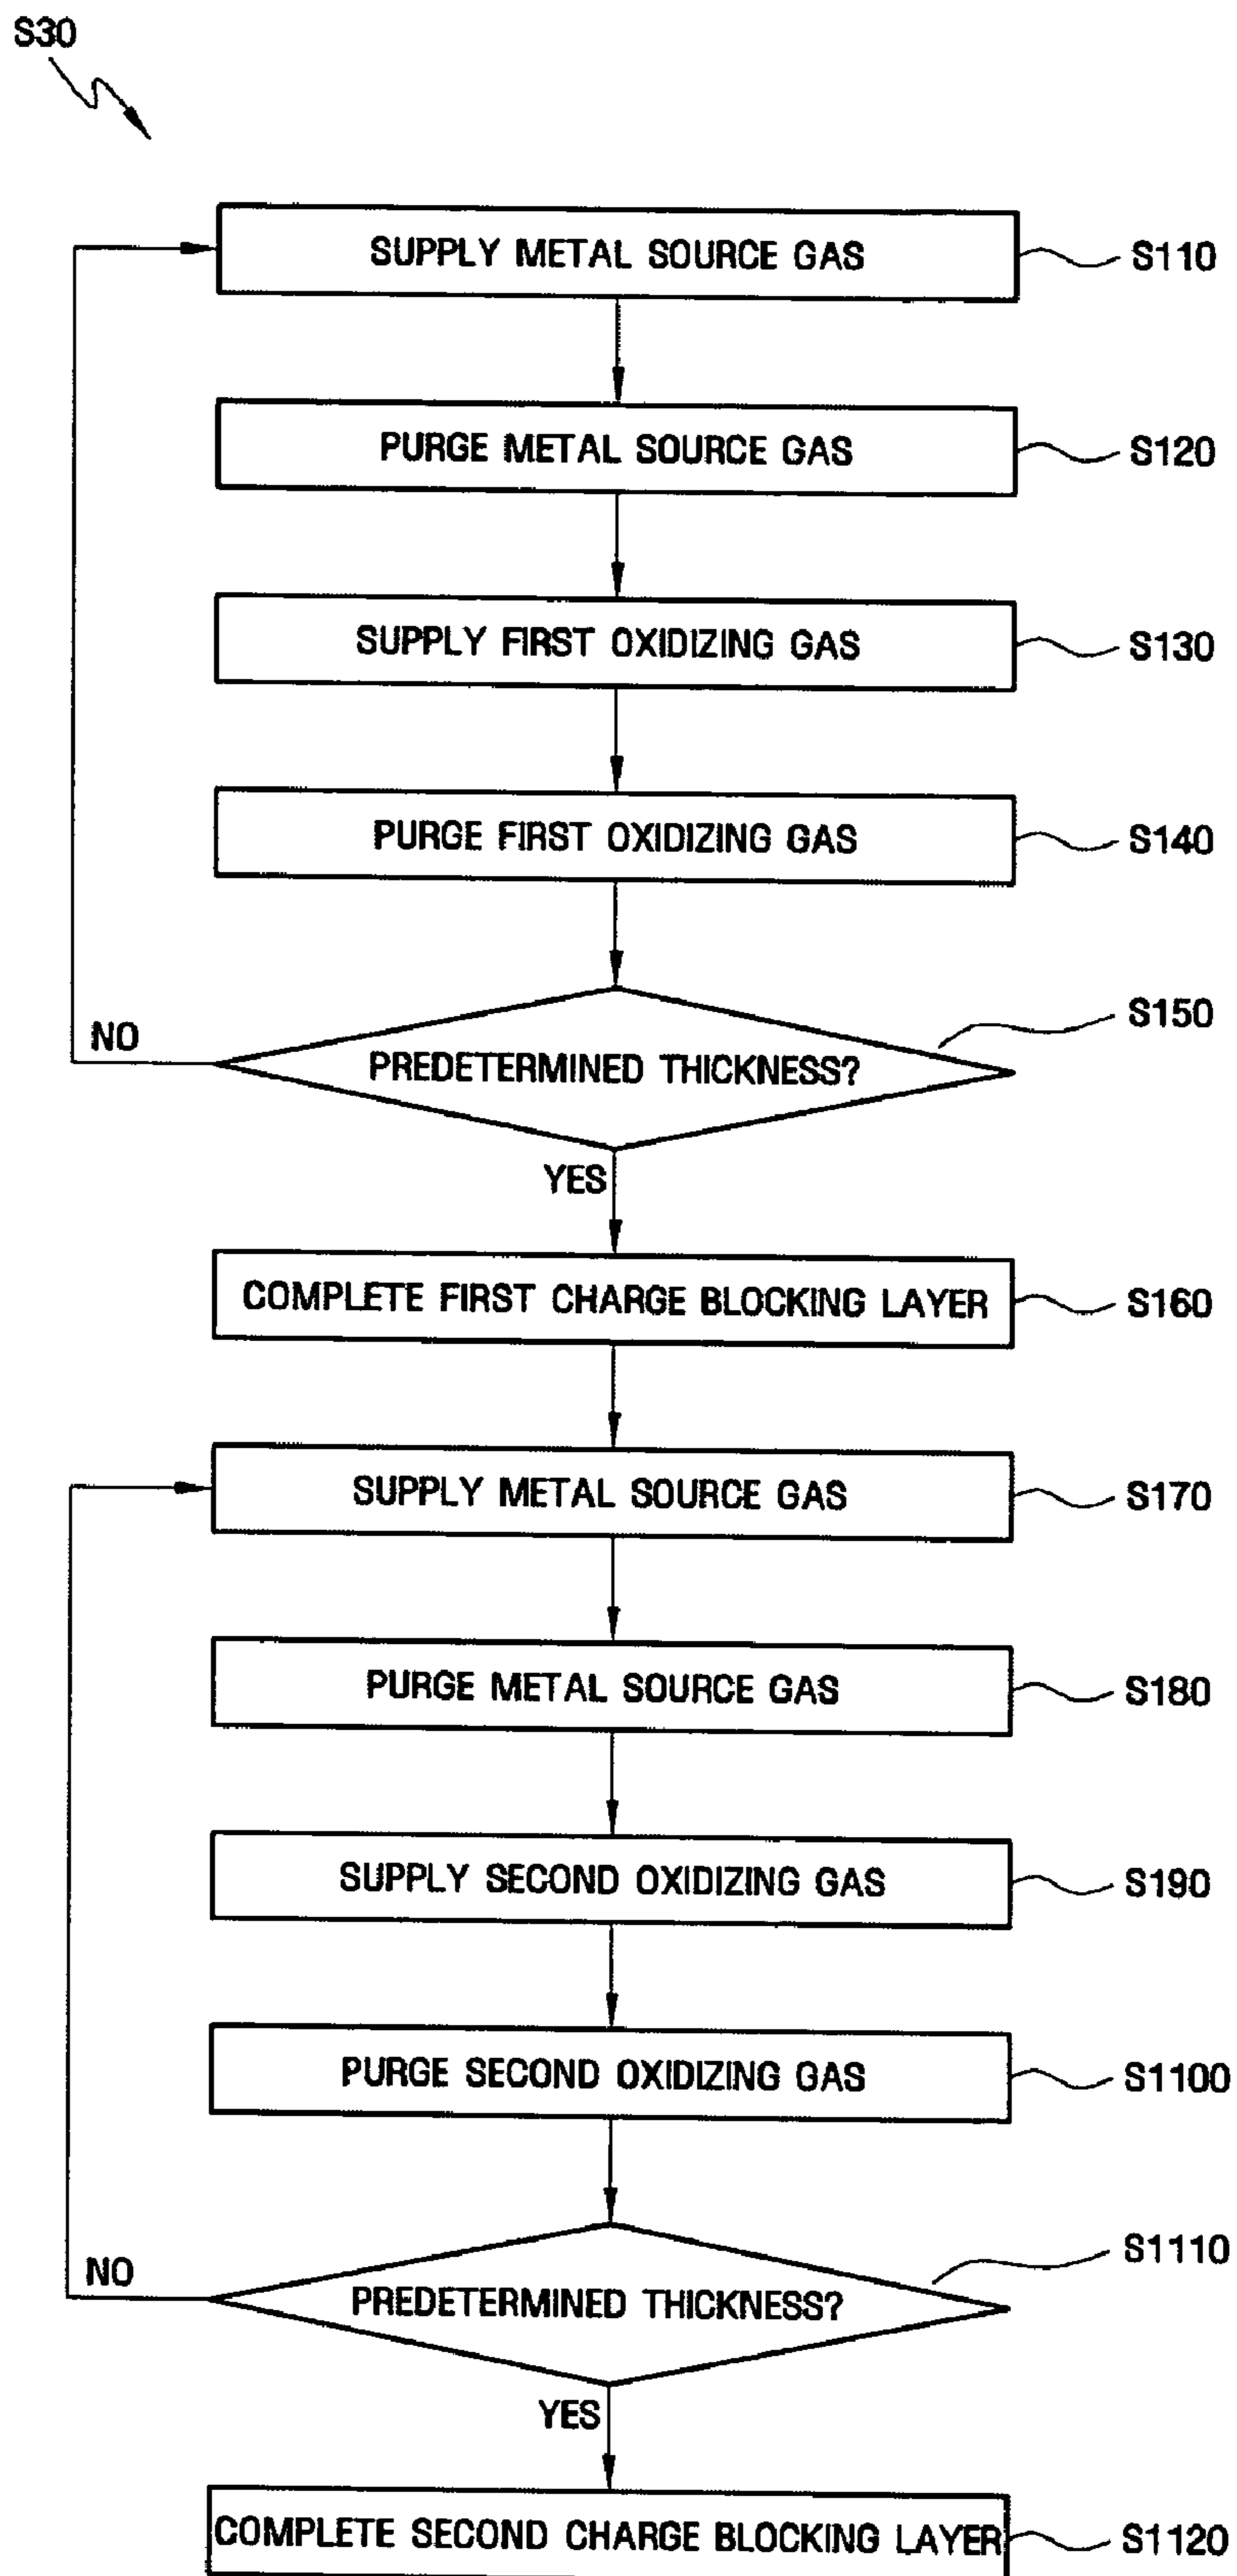 S30
SUPPLY METAL SOURCE GAS
S110
PURGE METAL SOURCE GAS
S120
SUPPLY FIRST OXIDIZING GAS
S130
PURGE FIRST OXIDIZING GAS
S140
PREDETERMINED THICKNESS?
S150
NO
YES
COMPLETE FIRST CHARGE BLOCKING LAYER
S160
SUPPLY METAL SOURCE GAS
S170
PURGE METAL SOURCE GAS
S180
SUPPLY SECOND OXIDIZING GAS
S190
PURGE SECOND OXIDIZING GAS
S1100
PREDETERMINED THICKNESS?
S1110
NO
YES
COMPLETE SECOND CHARGE BLOCKING LAYER
S1120